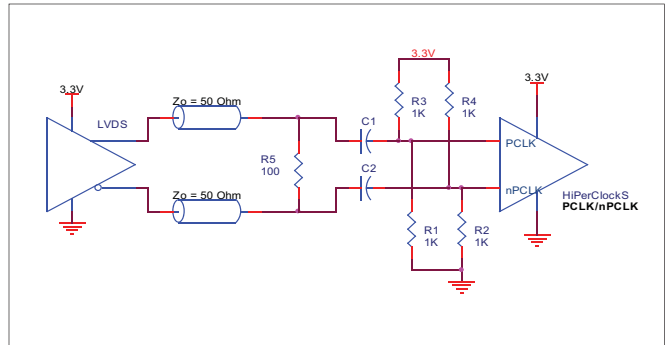 3.3V
3.3V
3.3V
LVDS
Zo = 50 Ohm
R3
1K
R4
1K
C1
PCLK
R5
100
C2
nPCLK
Zo = 50 Ohm
HiPerClockS
PCLK/nPCLK
R1
1K
R2
1K